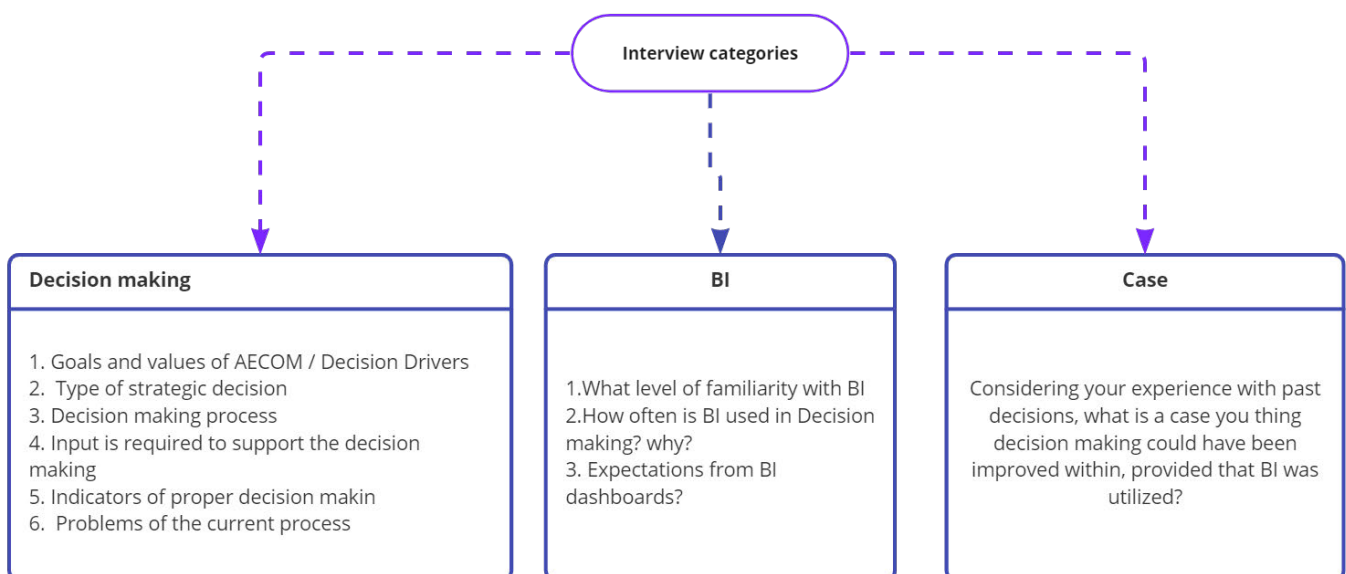 Interview categories
Decision making
1. Goals and values of AECOM / Decision Drivers
2.  Type of strategic decision
3. Decision making process
4. Input is required to support the decision
making
5. Indicators of proper decision makin
6.  Problems of the current process
BI
1.What level of familiarity with BI
2.How often is BI used in Decision
making? why?
3. Expectations from BI
dashboards?
Case
Considering your experience with past
decisions, what is a case you thing
decision making could have been
improved within, provided that BI was
utilized?